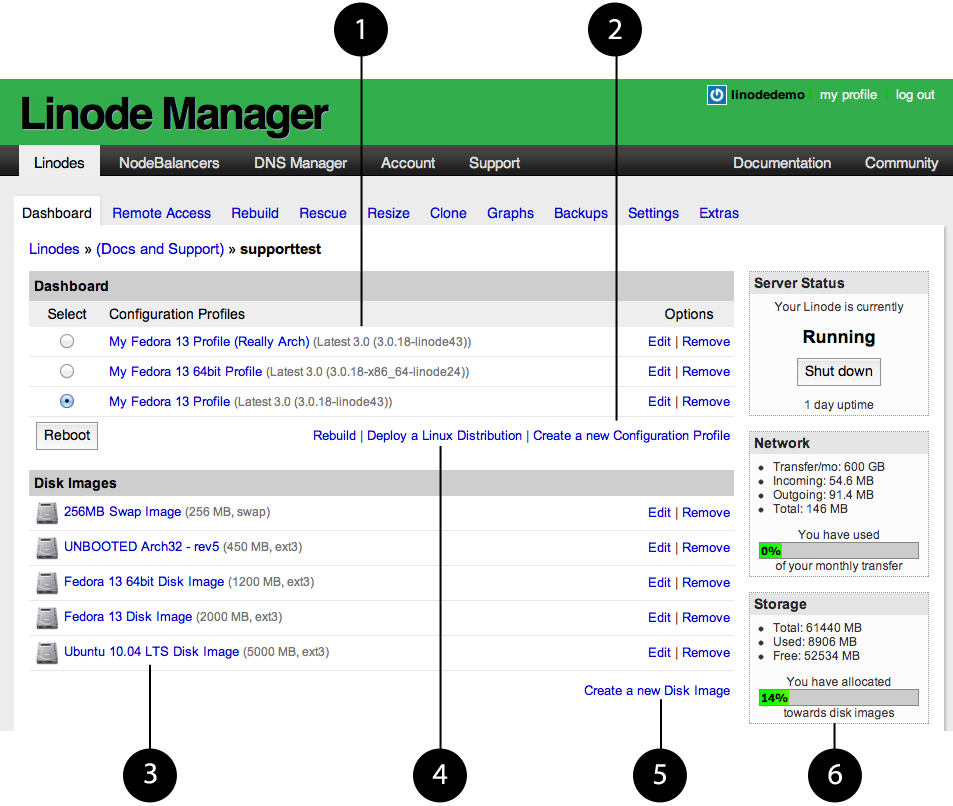 1
2
Linode Manager
linodedemo | my profile | log out
Linodes NodeBalancers DNS Manager Account Support Documentation Community
Dashboard Remote Access Rebuild Rescue Resize Clone Graphs Backups Settings Extras
Linodes » (Docs and Support) » supporttest
Dashboard
Select Configuration Profiles Options
My Fedora 13 Profile (Really Arch) (Latest 3.0 (3.0.18-linode43)) Edit | Remove
My Fedora 13 64bit Profile (Latest 3.0 (3.0.18-x86_64-linode24)) Edit | Remove
My Fedora 13 Profile (Latest 3.0 (3.0.18-linode43)) Edit | Remove
Reboot Rebuild | Deploy a Linux Distribution | Create a new Configuration Profile
Disk Images
256MB Swap Image (256 MB, swap) Edit | Remove
UNBOOTED Arch32 - rev5 (450 MB, ext3) Edit | Remove
Fedora 13 64bit Disk Image (1200 MB, ext3) Edit | Remove
Fedora 13 Disk Image (2000 MB, ext3) Edit | Remove
Ubuntu 10.04 LTS Disk Image (5000 MB, ext3) Edit | Remove
Create a new Disk Image
Server Status
Your Linode is currently
Running
Shut down
1 day uptime
Network
• Transfer/mo: 600 GB
• Incoming: 54.6 MB
• Outgoing: 91.4 MB
• Total: 146 MB
You have used
0%
of your monthly transfer
Storage
• Total: 61440 MB
• Used: 8906 MB
• Free: 52534 MB
You have allocated
14%
towards disk images
3
4
5
6